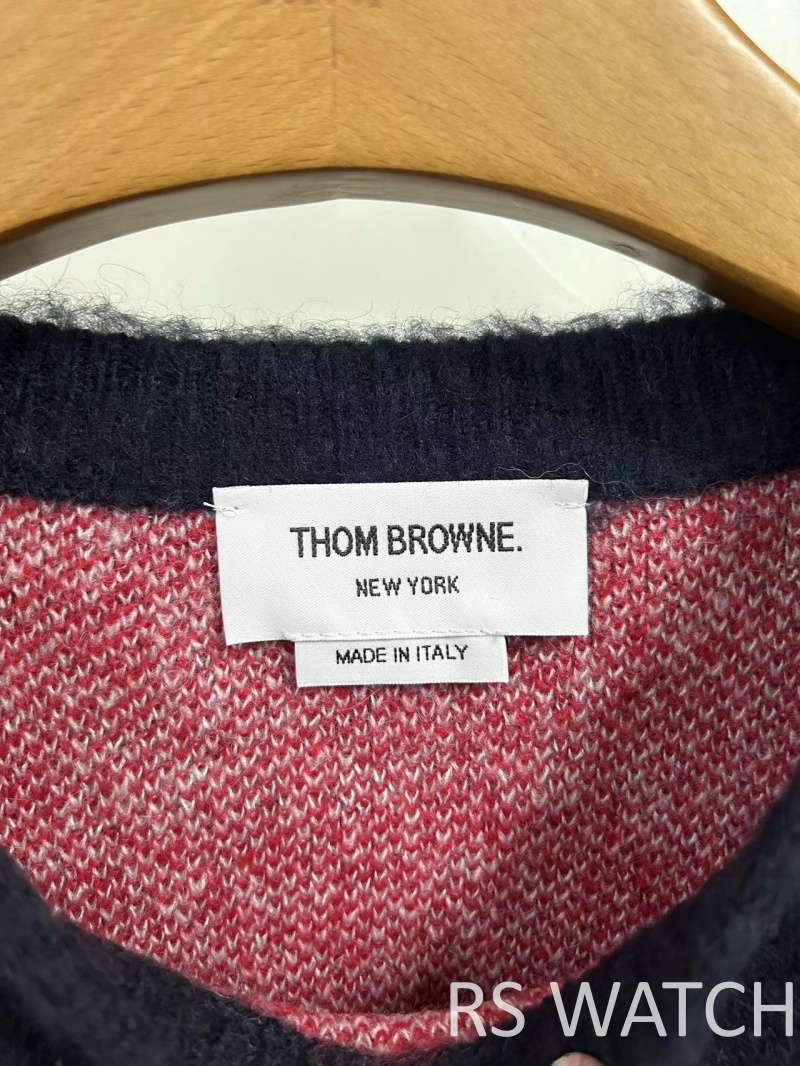 THOM BROWNE.
NEW YORK
MADE IN ITALY
RS WATCH